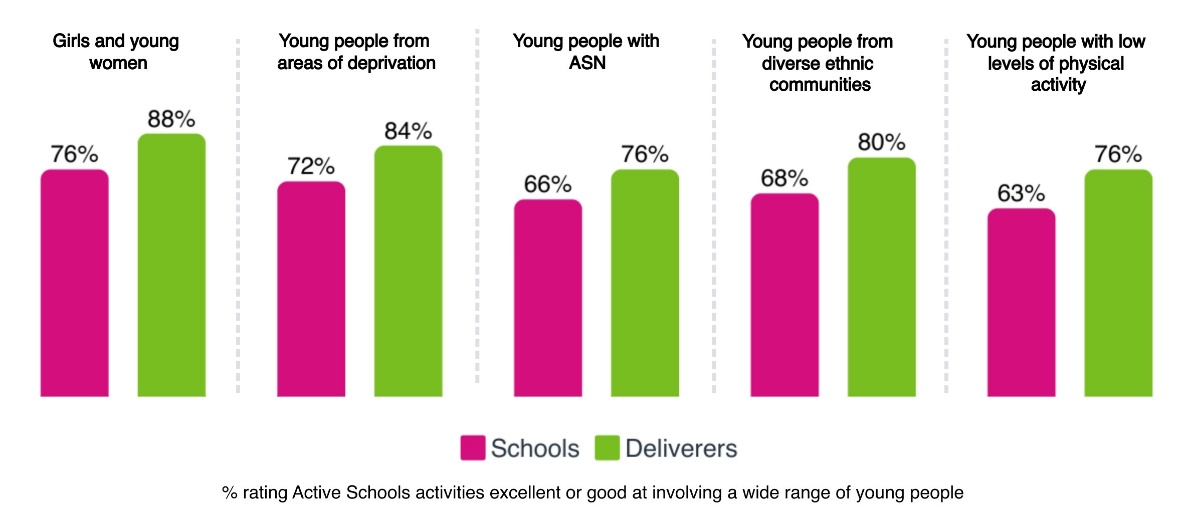 Girls and young
women
88%
76%
Young people from
areas of deprivation
84%
72%
Young people with
ASN
76%
66%
Young people from
diverse ethnic
communities
80%
68%
Young people with low
levels of physical
activity
76%
63%
Schools Deliverers
% rating Active Schools activities excellent or good at involving a wide range of young people